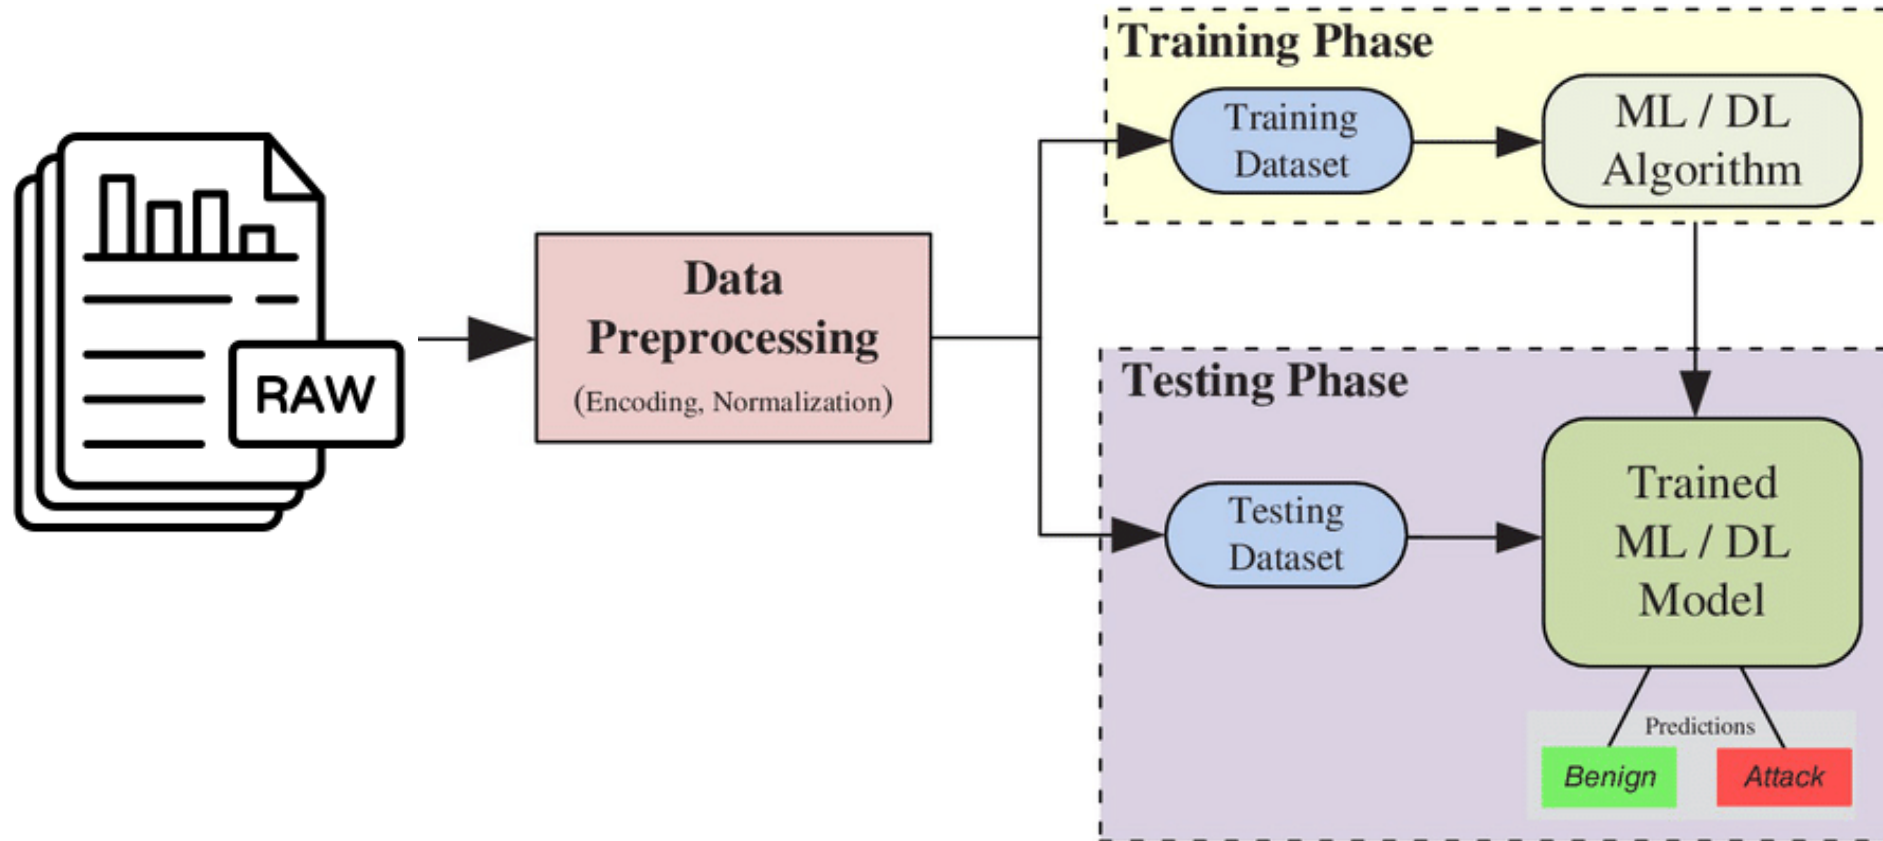 RAW
Data
Preprocessing
(Encoding, Normalization)
Training Phase
Training
Dataset
ML / DL
Algorithm
Testing Phase
Testing
Dataset
Trained
ML / DL
Model
Predictions
Benign
Attack